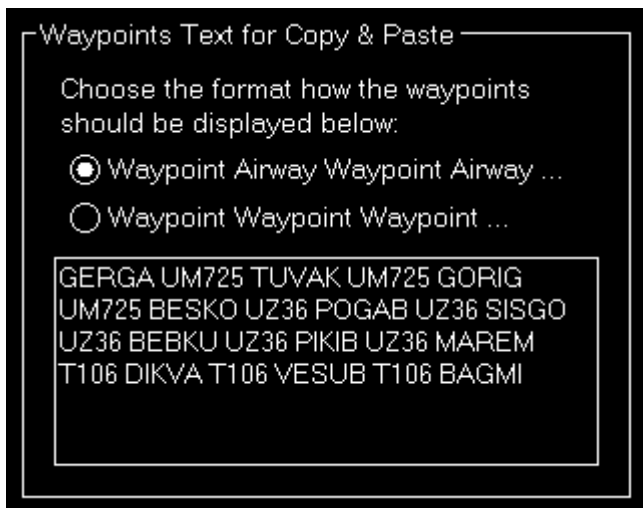 Waypoints Text for Copy & Paste
Choose the format how the waypoints
should be displayed below:
Waypoint Airway Waypoint Airway ...
Waypoint Waypoint Waypoint ...
GERGA UM725 TUVAK UM725 GORIG
UM725 BESKO UZ36 POGAB UZ36 SISGO
UZ36 BEBKU UZ36 PIKIB UZ36 MAREM
T106 DIKVA T106 VESUB T106 BAGMI